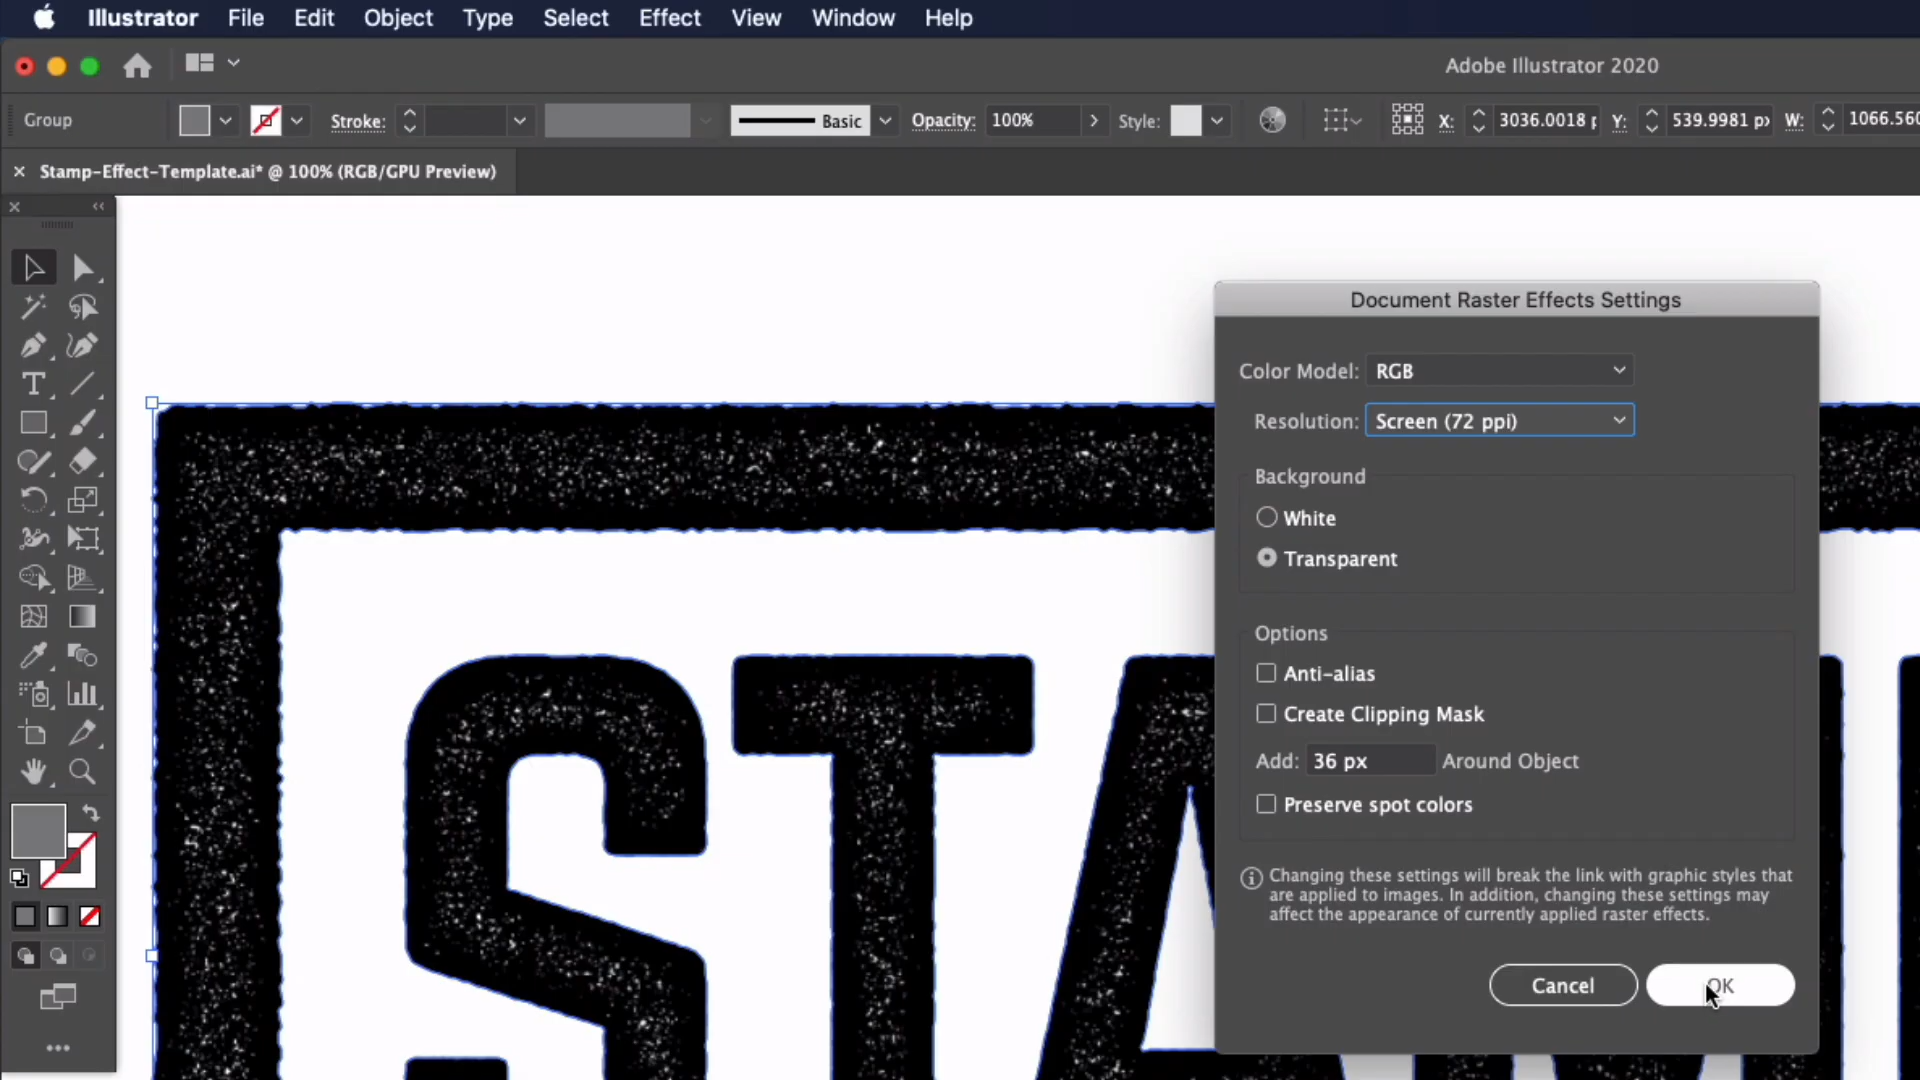 Illustrator File Edit Object Type Select Effect View Window Help
Adobe Illustrator 2020
Group Stroke: Basic Opacity: 100% Style: X: 3036.0018 p Y: 539.9981 px W: 1066.560
Stamp-Effect-Template.ai* @ 100% (RGB/GPU Preview)
Document Raster Effects Settings
Color Model: RGB
Resolution: Screen (72 ppi)
Background
White
Transparent
Options
Anti-alias
Create Clipping Mask
Add: 36 px Around Object
Preserve spot colors
Changing these settings will break the link with graphic styles that
are applied to images. In addition, changing these settings may
affect the appearance of currently applied raster effects.
Cancel OK
STAM